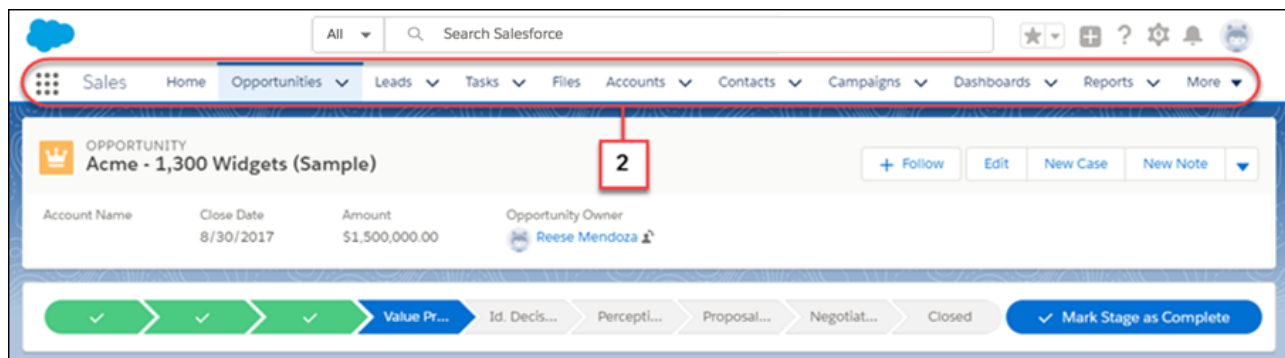 All Search Salesforce
Sales Home Opportunities Leads Tasks Files Accounts Contacts Campaigns Dashboards Reports More
OPPORTUNITY
Acme - 1,300 Widgets (Sample)
2
+ Follow Edit New Case New Note
Account Name Close Date Amount Opportunity Owner
8/30/2017 $1,500,000.00 Reese Mendoza
Value Pr... Id. Decis... Percepti... Proposal... Negotiat... Closed Mark Stage as Complete